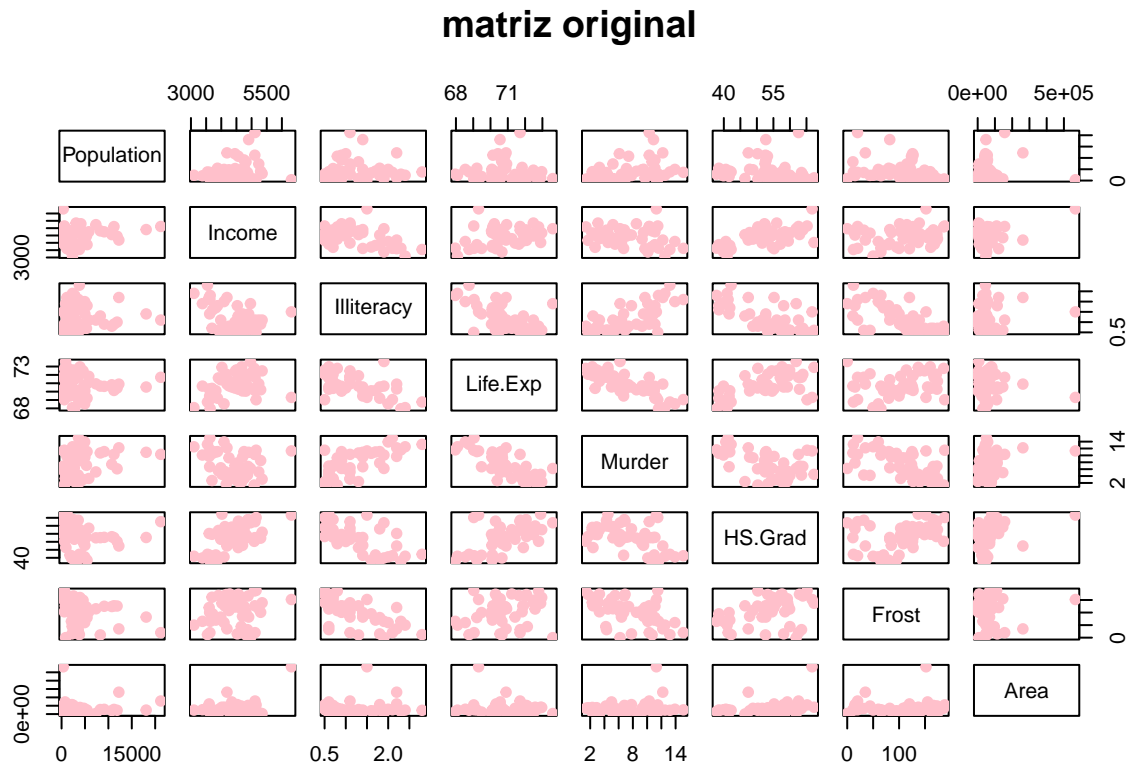 matriz original
3000 5500 68 71 40 55 0e+00 5e+05
Population 0
3000 Income
Illiteracy 0.5
68 73 Life.Exp
Murder 2 14
40 HS.Grad
Frost 0
0e+00 Area
0 15000 0.5 2.0 2 8 14 0 100